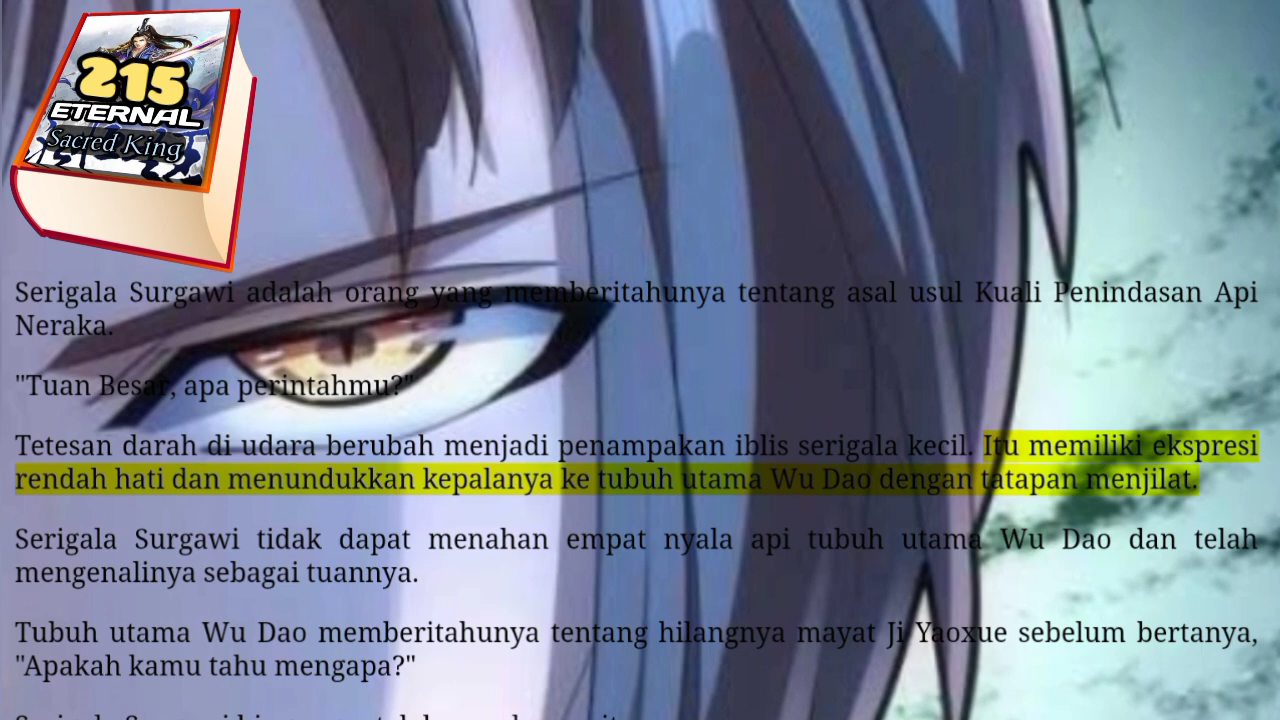 215
ETERNAL
Sacred King
Serigala Surgawi adalah orang yang memberitahunya tentang asal usul Kuali Penindasan Api
Neraka.
"Tuan Besar, apa perintahmu?"
Tetesan darah di udara berubah menjadi penampakan iblis serigala kecil. Itu memiliki ekspresi
rendah hati dan menundukkan kepalanya ke tubuh utama Wu Dao dengan tatapan menjilat.
Serigala Surgawi tidak dapat menahan empat nyala api tubuh utama Wu Dao dan telah
mengenalinya sebagai tuannya.
Tubuh utama Wu Dao memberitahunya tentang hilangnya mayat Ji Yaoxue sebelum bertanya,
"Apakah kamu tahu mengapa?"